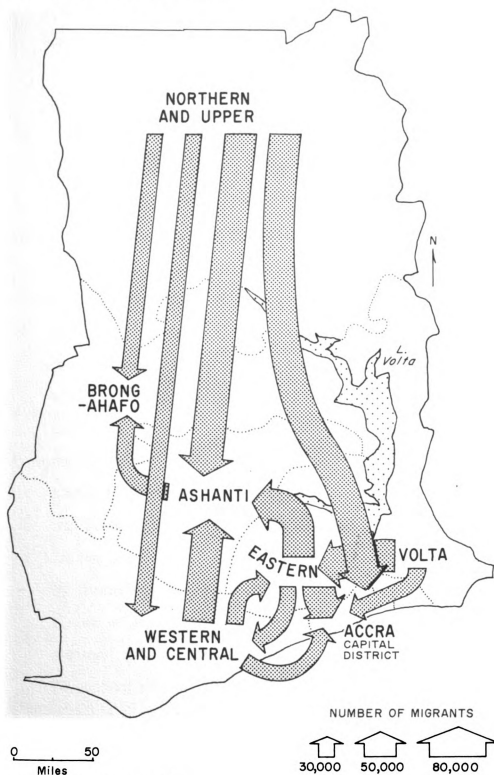 NORTHERN
AND UPPER
N
L.
Volta
BRONG
-AHAFO
ASHANTI
EASTERN
VOLTA
WESTERN
AND CENTRAL
ACCRA
CAPITAL
DISTRICT
NUMBER OF MIGRANTS
0 50
Miles
30,000 50,000 80,000